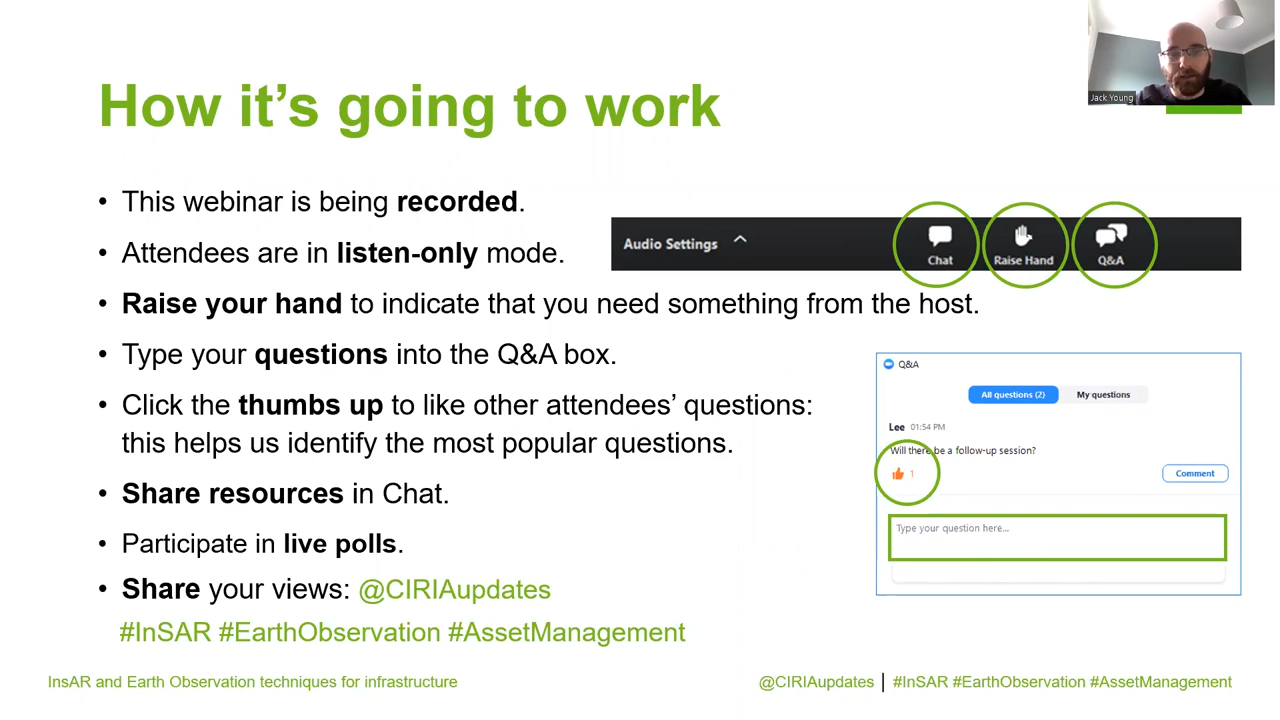 Jack Young
How it’s going to work
• This webinar is being recorded.
• Attendees are in listen-only mode.
• Raise your hand to indicate that you need something from the host.
• Type your questions into the Q&A box.
• Click the thumbs up to like other attendees’ questions:
this helps us identify the most popular questions.
• Share resources in Chat.
• Participate in live polls.
• Share your views: @CIRIAupdates
#InSAR #EarthObservation #AssetManagement
Audio Settings
Chat
Raise Hand
Q&A
Q&A
All questions (2)
My questions
Lee 01:54 PM
Will there be a follow-up session?
1
Comment
Type your question here...
InsAR and Earth Observation techniques for infrastructure
@CIRIAupdates | #InSAR #EarthObservation #AssetManagement